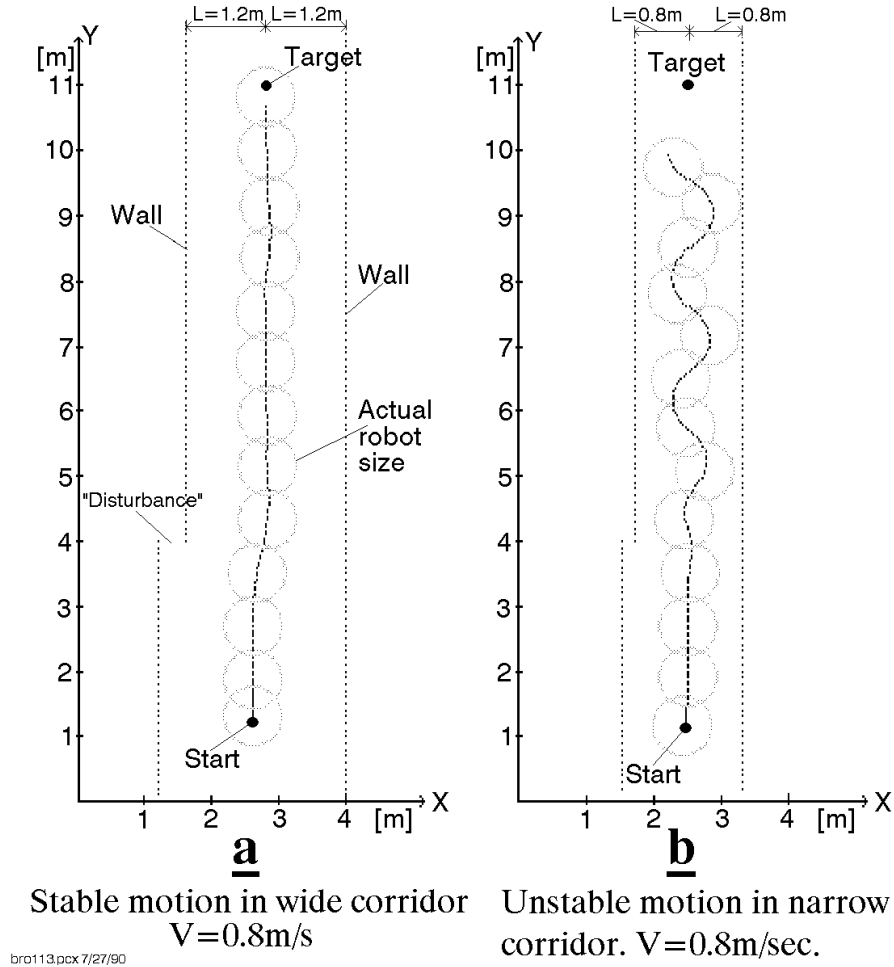 L=1.2m L=1.2m
Y
[m]
Target
11
10
9
8
7
6
5
4
3
2
1
Wall
Wall
Actual
robot
size
"Disturbance"
Start
1 2 3 4 X
[m]
a
Stable motion in wide corridor
V=0.8m/s
bro113.pcx 7/27/90
L=0.8m L=0.8m
Y
[m]
Target
11
10
9
8
7
6
5
4
3
2
1
Start
1 2 3 4 X
[m]
b
Unstable motion in narrow
corridor. V=0.8m/sec.